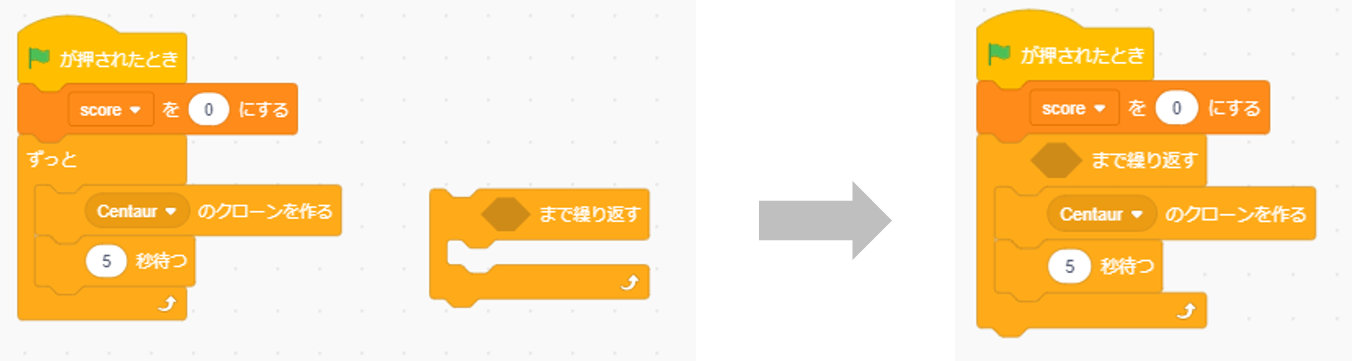 が押されたとき
score を 0 にする
ずっと
Centaur のクローンを作る
5 秒待つ
まで繰り返す
が押されたとき
score を 0 にする
まで繰り返す
Centaur のクローンを作る
5 秒待つ